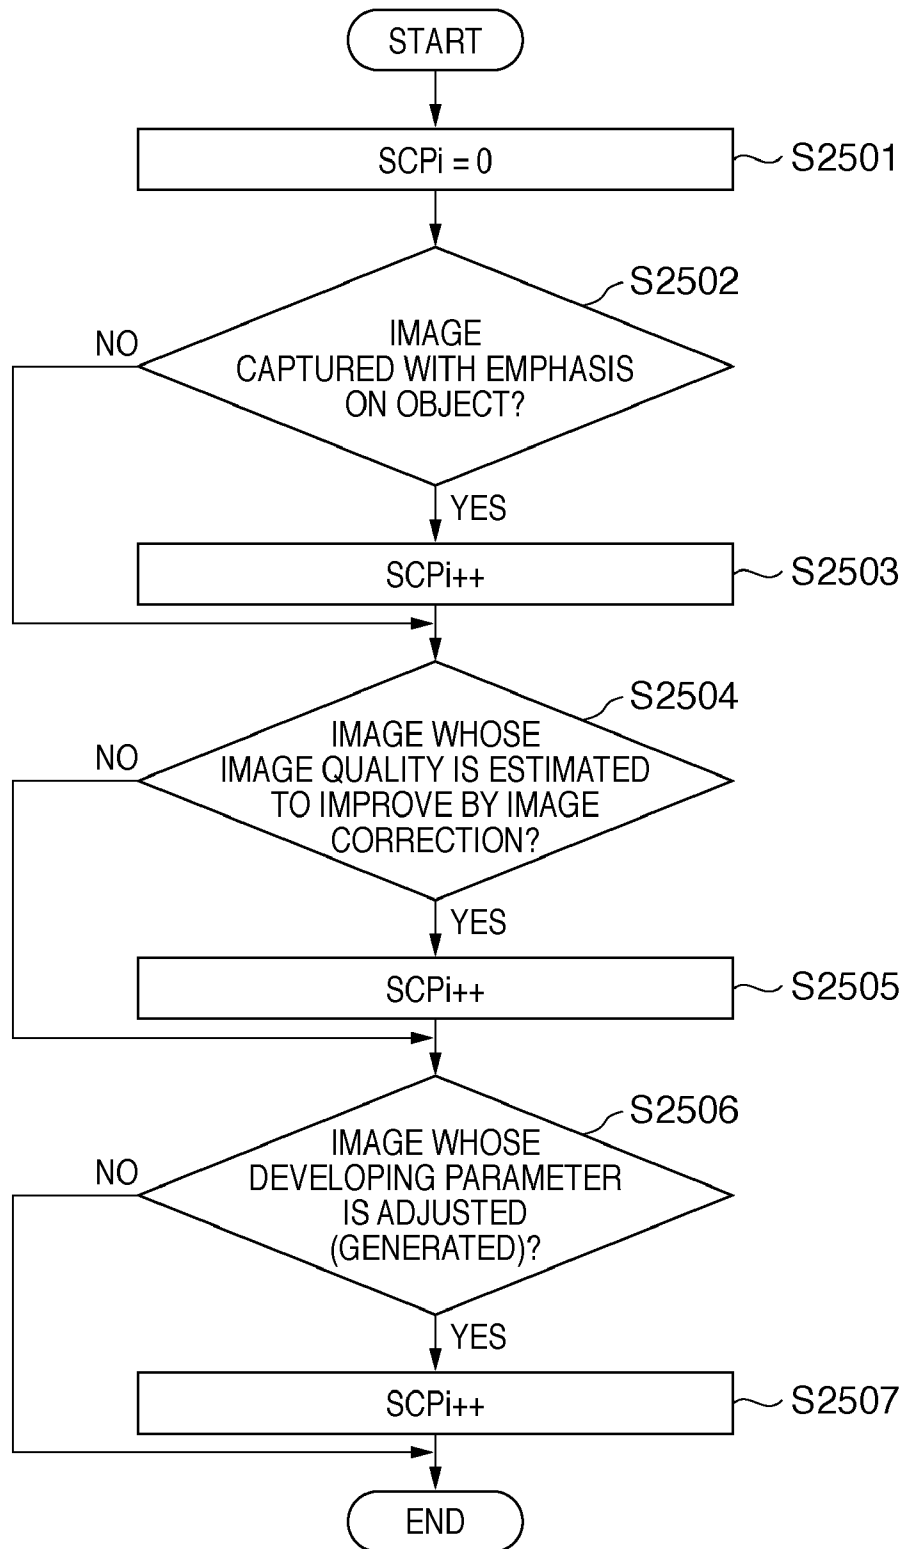 START
SCPi = 0
S2501
S2502
NO
IMAGE
CAPTURED WITH EMPHASIS
ON OBJECT?
YES
SCPi++
S2503
S2504
NO
IMAGE WHOSE
IMAGE QUALITY IS ESTIMATED
TO IMPROVE BY IMAGE
CORRECTION?
YES
SCPi++
S2505
S2506
NO
IMAGE WHOSE
DEVELOPING PARAMETER
IS ADJUSTED
(GENERATED)?
YES
SCPi++
S2507
END